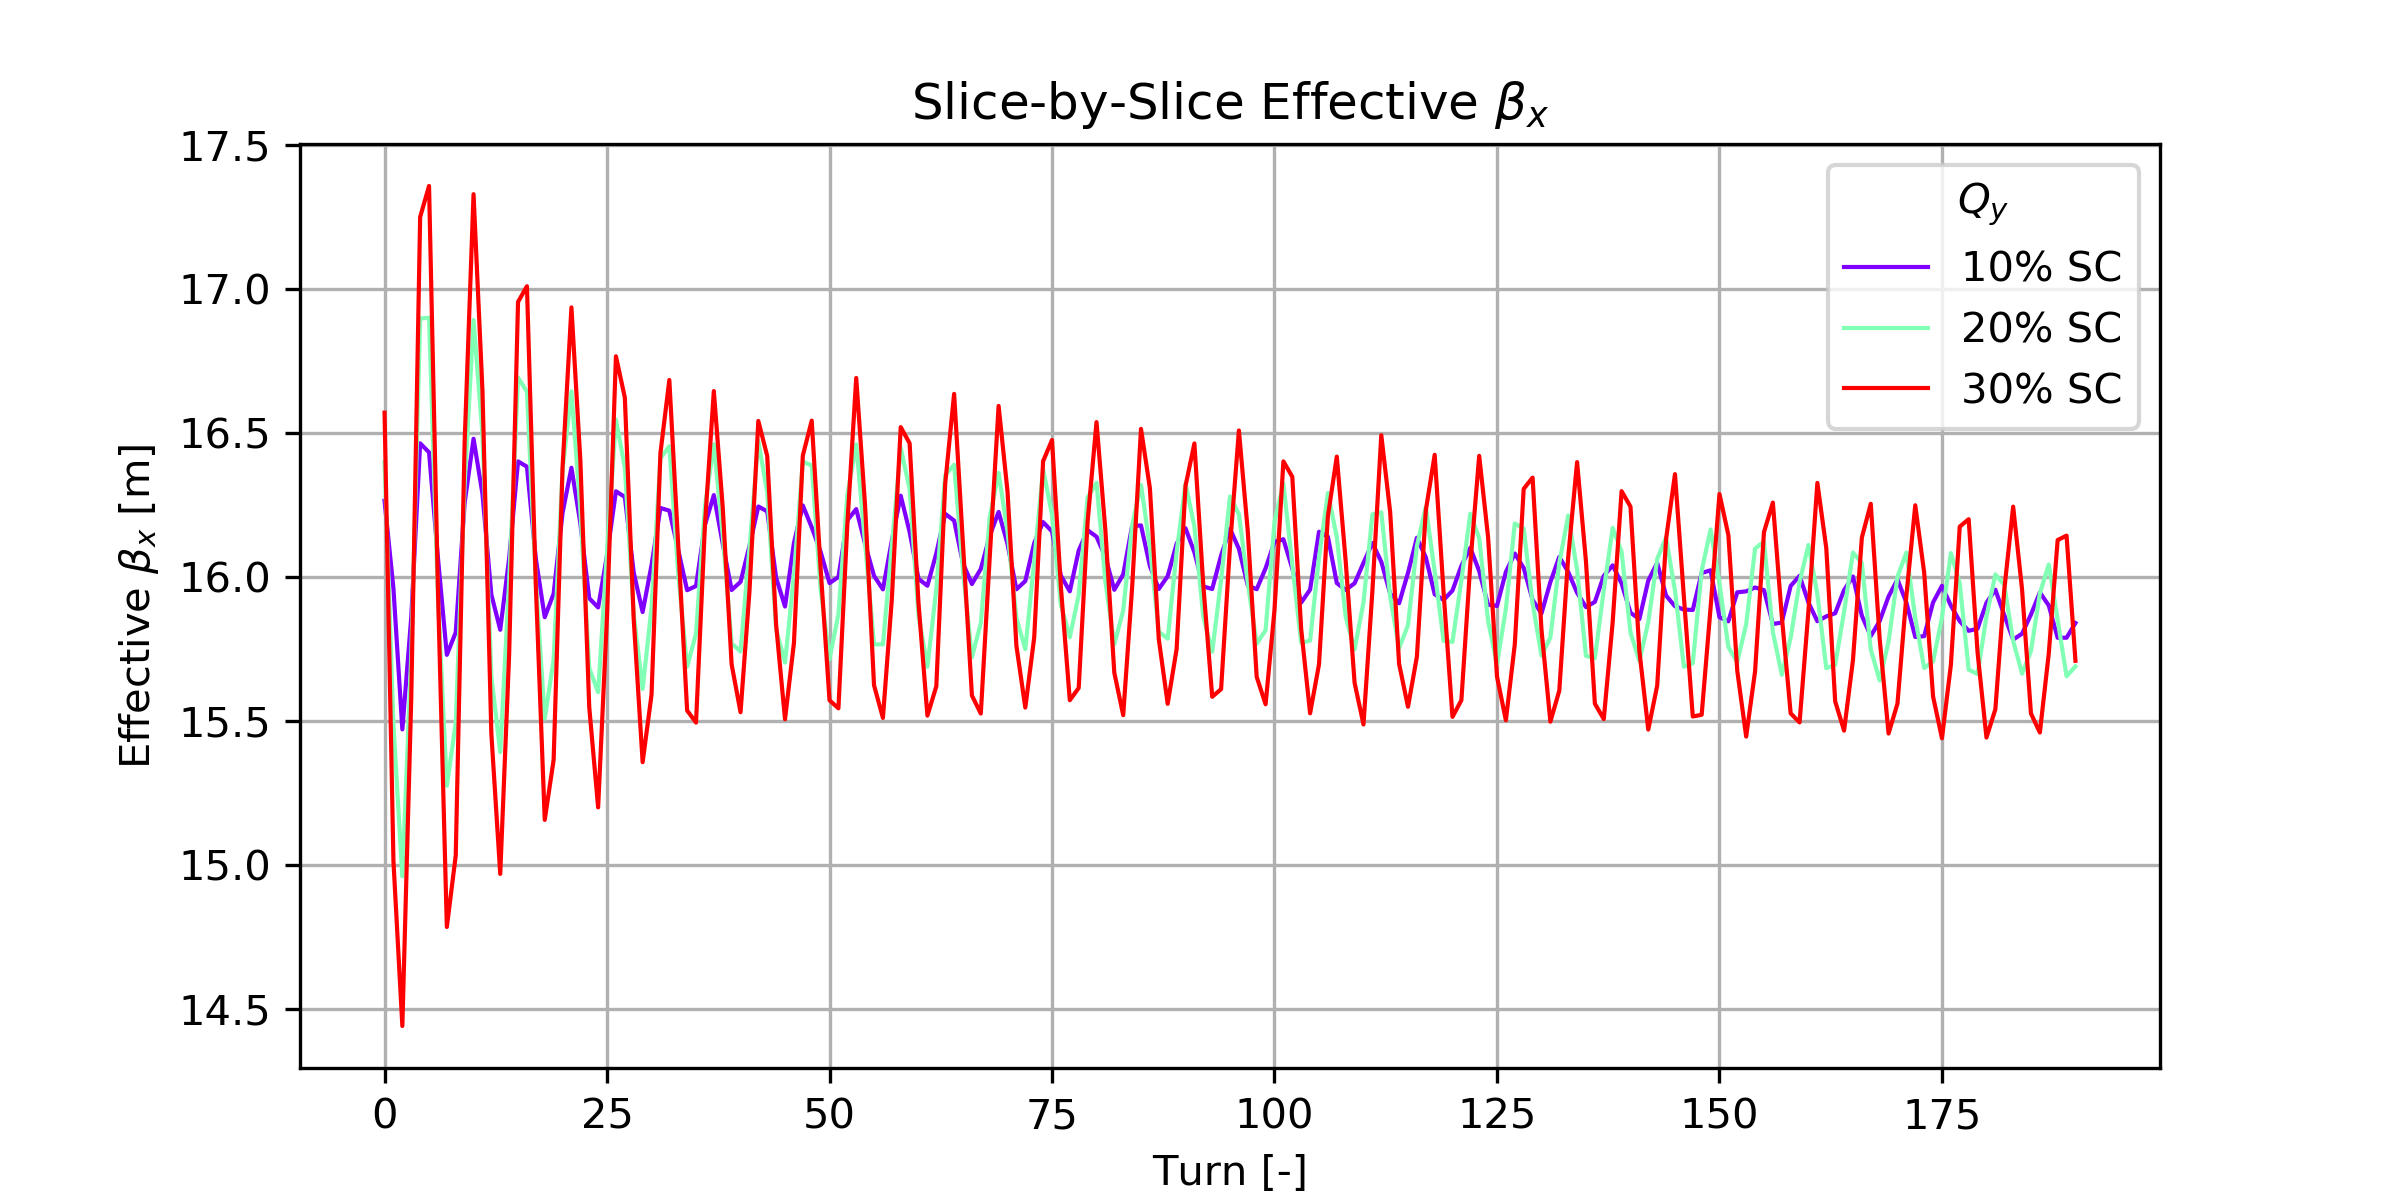 Slice-by-Slice Effective βx
17.5
17.0
16.5
16.0
15.5
15.0
14.5
Effective βx [m]
Qy
10% SC
20% SC
30% SC
0 25 50 75 100 125 150 175
Turn [-]